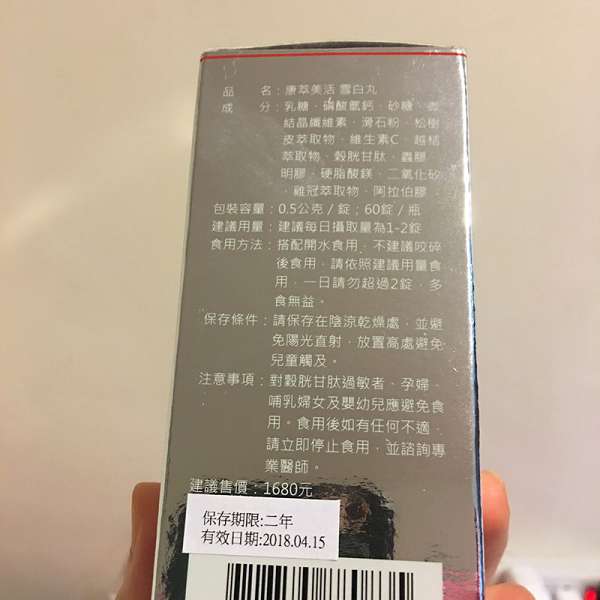 品　　名：康萃美活 雪白丸
成　　分：乳糖、磷酸氫鈣、砂糖、微
結晶纖維素、滑石粉、松樹
皮萃取物、維生素C、越橘
萃取物、穀胱甘肽、蟲膠
明膠、硬脂酸鎂、二氧化矽
、雞冠萃取物、阿拉伯膠
包裝容量：0.5公克／錠；60錠／瓶
建議用量：建議每日攝取量為1-2錠
食用方法：搭配開水食用，不建議咬碎
後食用，請依照建議用量食
用，一日請勿超過2錠，多
食無益。
保存條件：請保存在陰涼乾燥處，並避
免陽光直射，放置高處避免
兒童觸及。
注意事項：對穀胱甘肽過敏者、孕婦、
哺乳婦女及嬰幼兒應避免食
用。食用後如有任何不適，
請立即停止食用，並諮詢專
業醫師。
建議售價：1680元
保存期限:二年
有效日期:2018.04.15